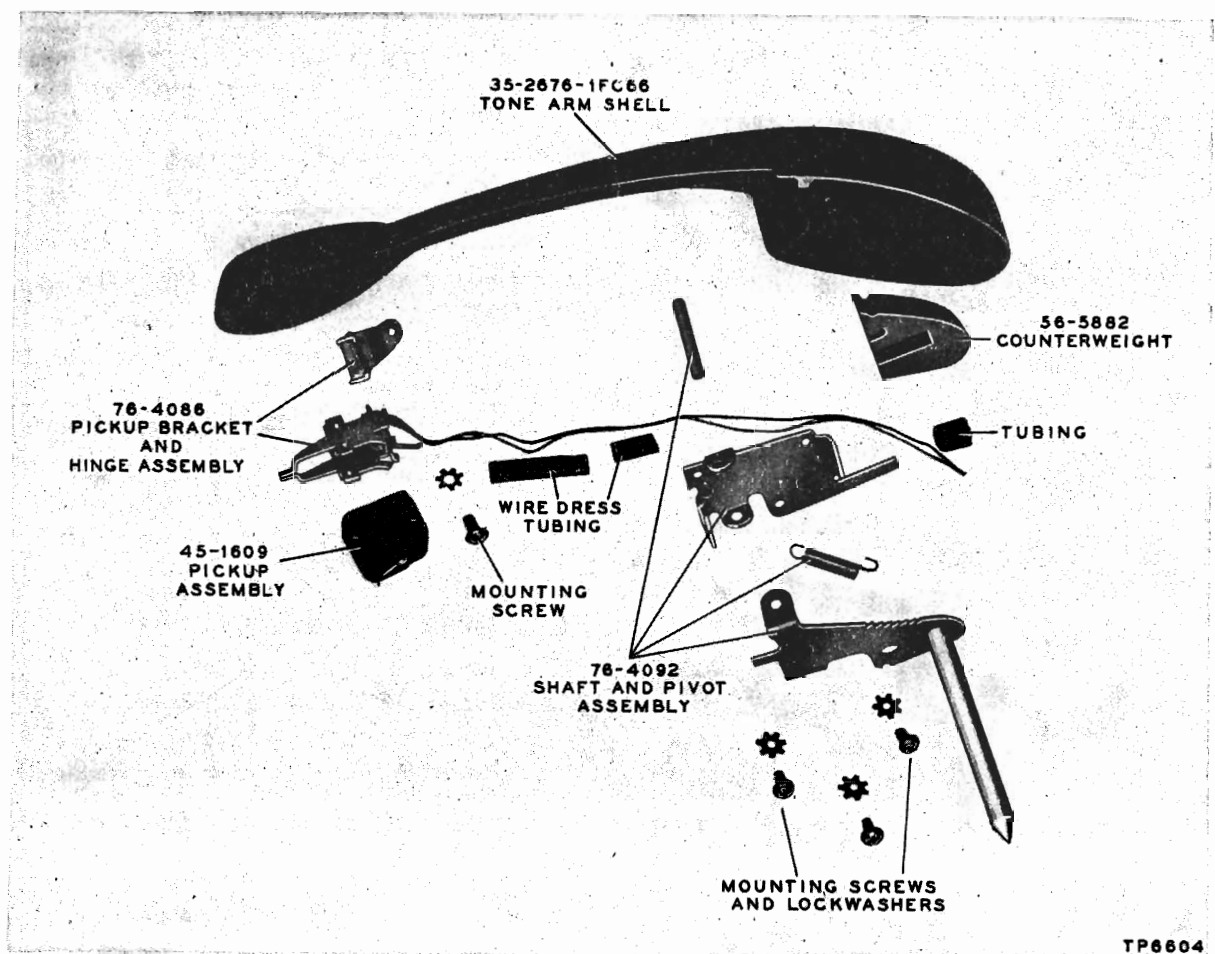 35-2676-1FC66
TONE ARM SHELL
56-5882
COUNTERWEIGHT
76-4086
PICKUP BRACKET
AND
HINGE ASSEMBLY
TUBING
WIRE DRESS
TUBING
45-1609
PICKUP
ASSEMBLY
MOUNTING
SCREW
76-4092
SHAFT AND PIVOT
ASSEMBLY
MOUNTING SCREWS
AND LOCKWASHERS
TP6604